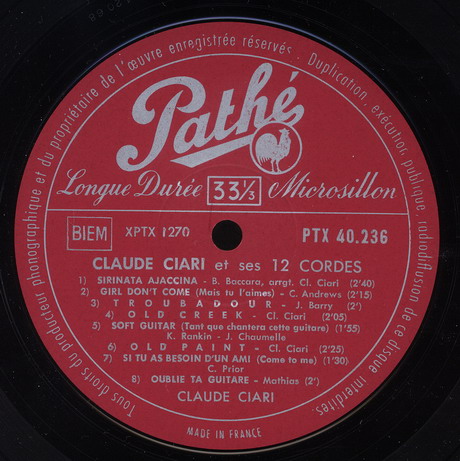 Tous droits du producteur phonographique et du propriétaire de l'œuvre enregistrée réservés. Duplication, exécution publique, radiodiffusion de ce disque interdites.
Pathé
Longue Durée 33⅓ Microsillon
BIEM XPTX 1270
PTX 40.236
CLAUDE CIARI et ses 12 CORDES
1) SIRINATA AJACCINA - B. Baccara, arrgt. Cl. Ciari (2'40)
2) GIRL DON'T COME (Mais tu l'aimes) - C. Andrews (2'15)
3) TROUBADOUR - J. Barry (2')
4) OLD CREEK - Cl. Ciari (2'05)
5) SOFT GUITAR (Tant que chantera cette guitare) (1'55)
K. Rankin - J. Chaumelle
6) OLD PAINT - Cl. Ciari (2'25)
7) SI TU AS BESOIN D'UN AMI (Come to me) (1'30)
C. Prior
8) OUBLIE TA GUITARE - Mathias (2')
CLAUDE CIARI
MADE IN FRANCE